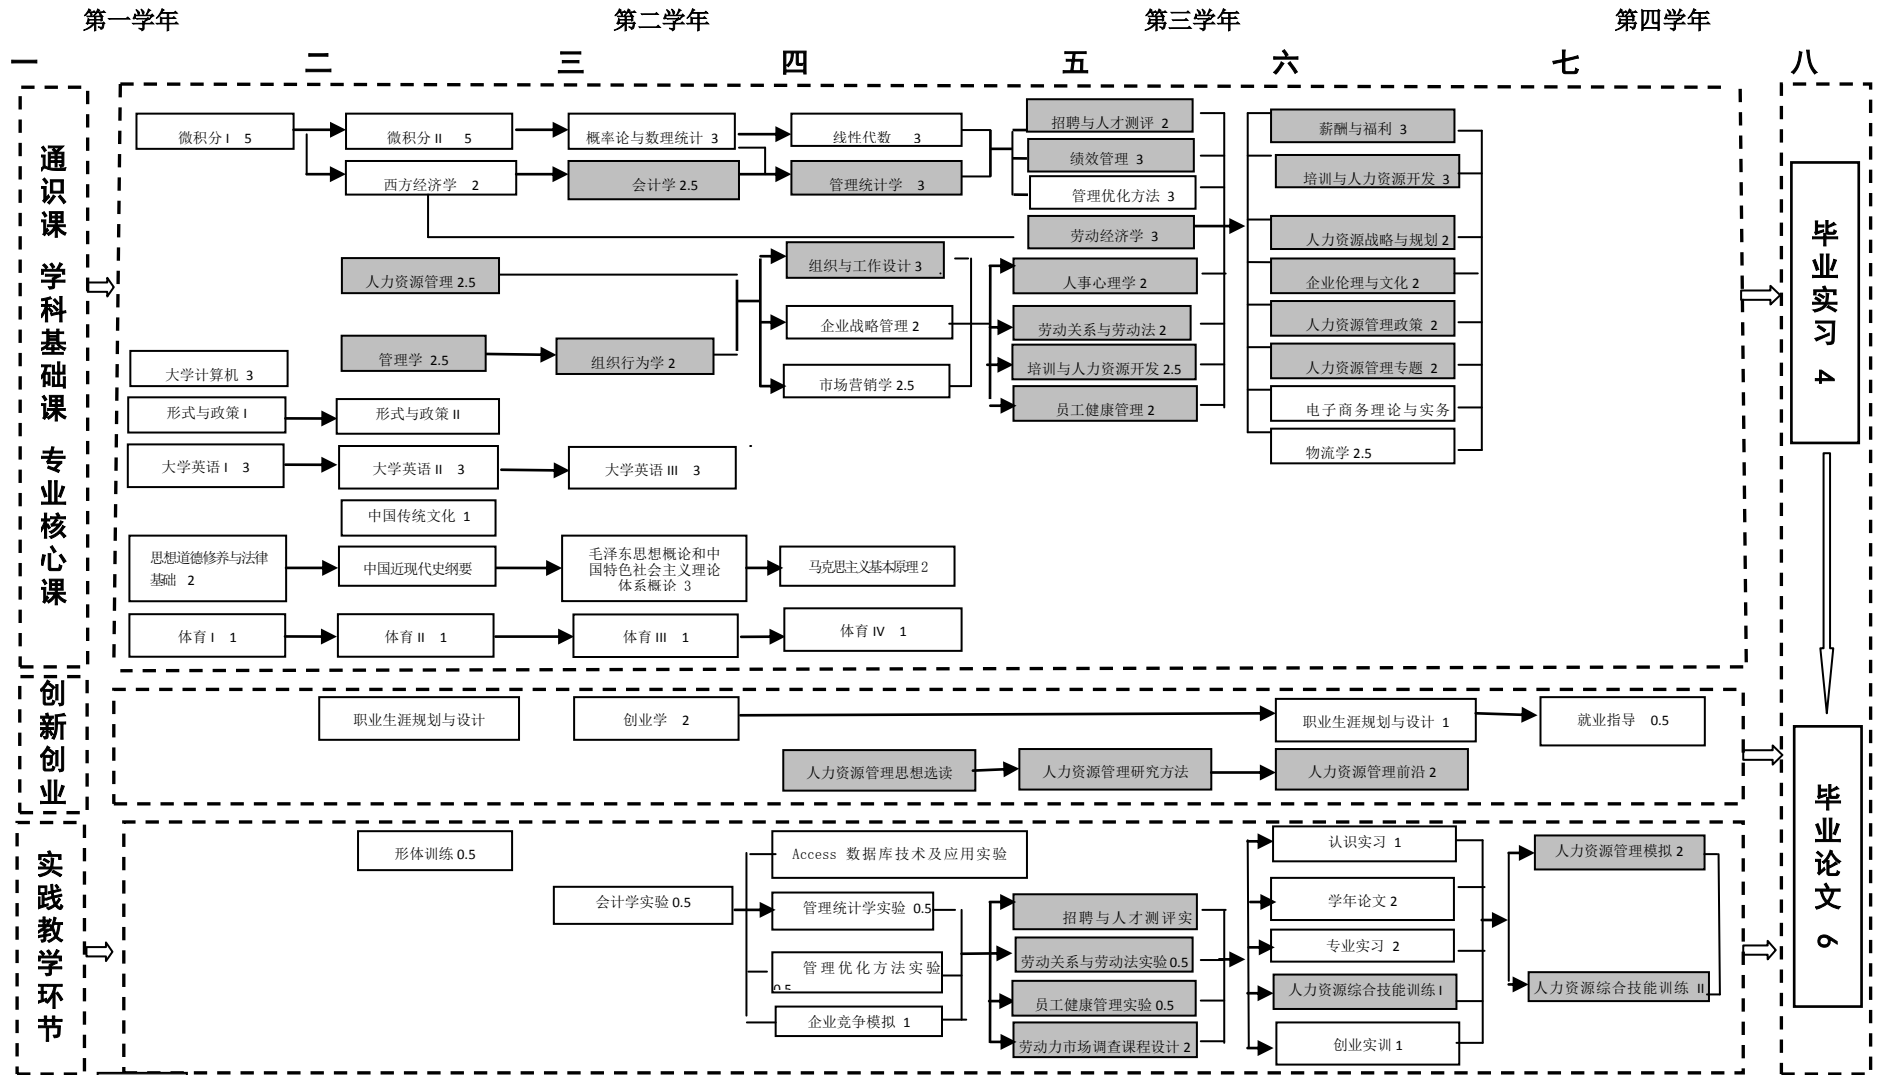 第一学年 第二学年 第三学年 第四学年
一 二 三 四 五 六 七 八
通识课 学科基础课 专业核心课
微积分 I 5
微积分 II 5
概率论与数理统计 3
线性代数 3
招聘与人才测评 2
薪酬与福利 3
绩效管理 3
培训与人力资源开发 3
西方经济学 2
会计学 2.5
管理统计学 3
管理优化方法 3
劳动经济学 3
人力资源战略与规划 2
人力资源管理 2.5
组织与工作设计 3
人事心理学 2
企业伦理与文化 2
企业战略管理 2
劳动关系与劳动法 2
人力资源管理政策 2
管理学 2.5
组织行为学 2
培训与人力资源开发 2.5
人力资源管理专题 2
大学计算机 3
市场营销学 2.5
员工健康管理 2
电子商务理论与实务
形式与政策 I
形式与政策 II
物流学 2.5
大学英语 I 3
大学英语 II 3
大学英语 III 3
中国传统文化 1
思想道德修养与法律
基础 2
中国近现代史纲要
毛泽东思想概论和中
国特色社会主义理论
体系概论 3
马克思主义基本原理 2
体育 I 1
体育 II 1
体育 III 1
体育 IV 1
创新创业
职业生涯规划与设计
创业学 2
职业生涯规划与设计 1
就业指导 0.5
人力资源管理思想选读
人力资源管理研究方法
人力资源管理前沿 2
实践教学环节
形体训练 0.5
Access 数据库技术及应用实验
认识实习 1
人力资源管理模拟 2
会计学实验 0.5
管理统计学实验 0.5
招聘与人才测评实
学年论文 2
管理优化方法实验
0.5
劳动关系与劳动法实验 0.5
专业实习 2
员工健康管理实验 0.5
人力资源综合技能训练 I
人力资源综合技能训练 II
企业竞争模拟 1
劳动力市场调查课程设计 2
创业实训 1
毕业实习 4
毕业论文 6